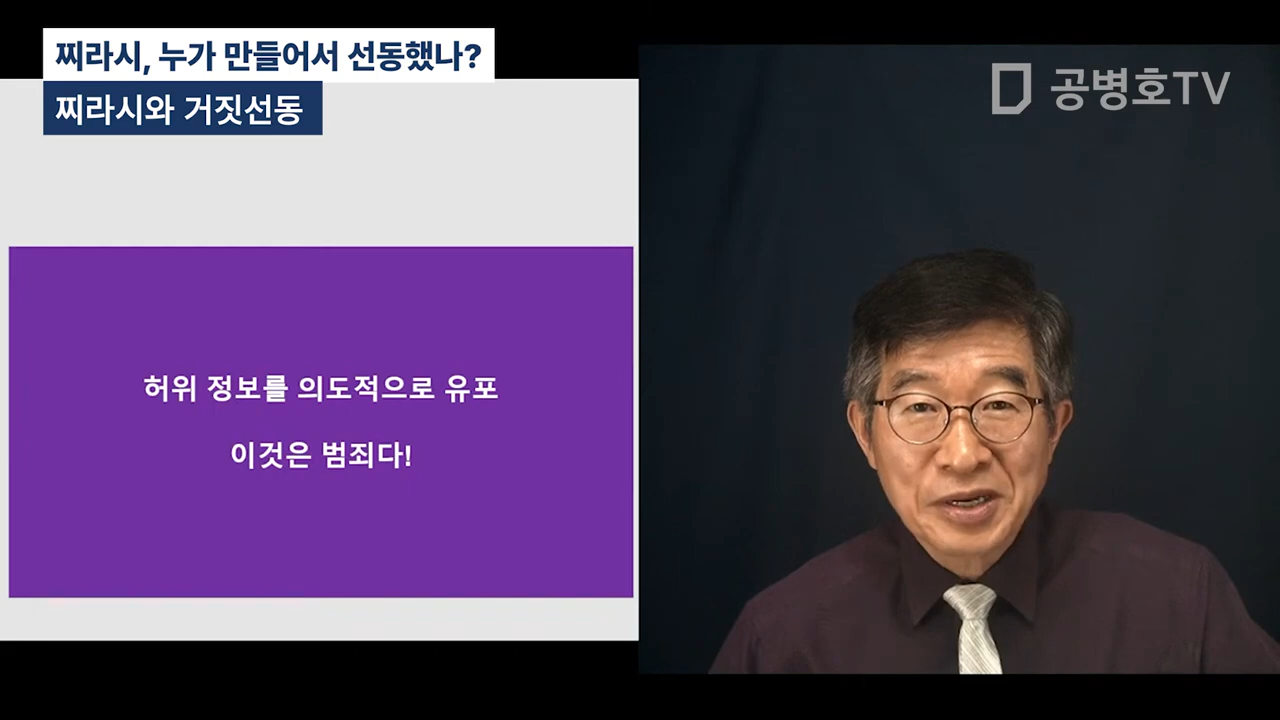 찌라시, 누가 만들어서 선동했나?
찌라시와 거짓선동
공병호TV
허위 정보를 의도적으로 유포
이것은 범죄다!